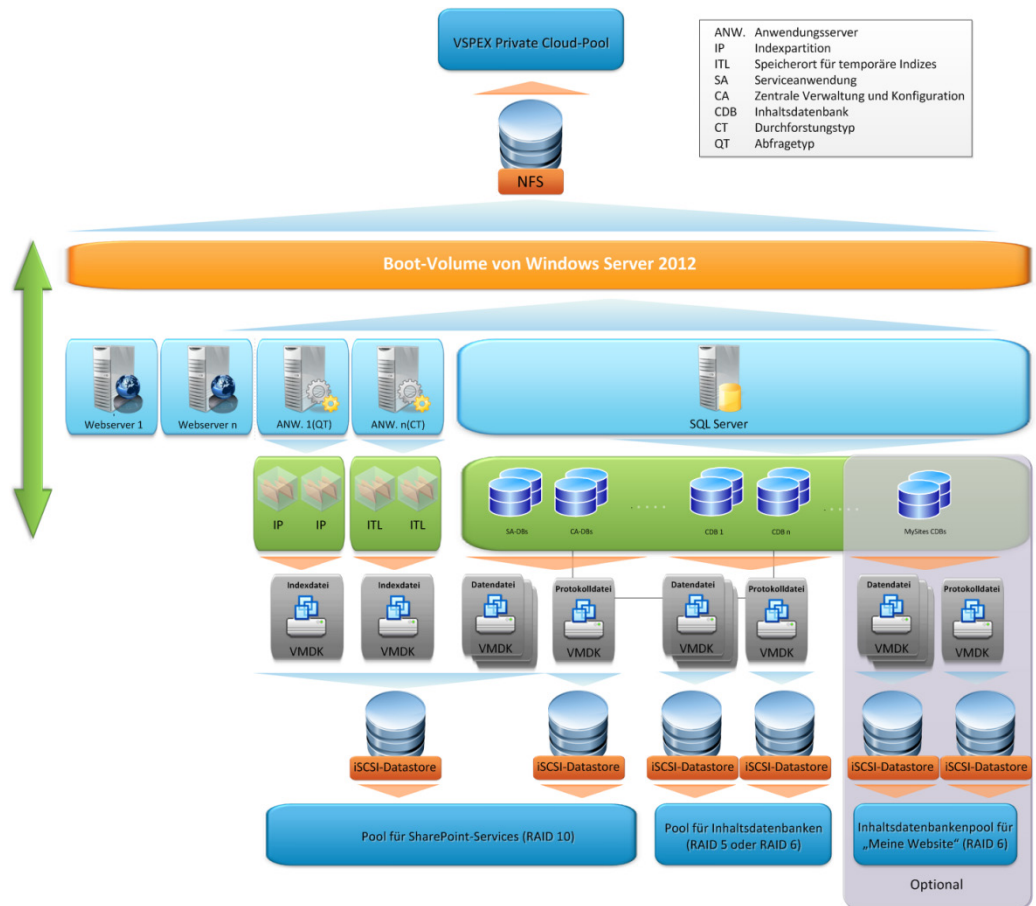 VSPEX Private Cloud-Pool
ANW. Anwendungsserver
IP Indexpartition
ITL Speicherort für temporäre Indizes
SA Serviceanwendung
CA Zentrale Verwaltung und Konfiguration
CDB Inhaltsdatenbank
CT Durchforstungstyp
QT Abfragetyp
NFS
Boot-Volume von Windows Server 2012
Webserver 1
Webserver n
ANW. 1(QT)
ANW. n(CT)
SQL Server
IP
IP
ITL
ITL
SA-DBs
CA-DBs
.....
CDB 1
CDB n
.....
MySites CDBs
Indexdatei
VMDK
Indexdatei
VMDK
Datendatei
VMDK
Protokolldatei
VMDK
Datendatei
VMDK
Protokolldatei
VMDK
Datendatei
VMDK
Protokolldatei
VMDK
iSCSI-Datastore
iSCSI-Datastore
iSCSI-Datastore
iSCSI-Datastore
iSCSI-Datastore
iSCSI-Datastore
Pool für SharePoint-Services (RAID 10)
Pool für Inhaltsdatenbanken
(RAID 5 oder RAID 6)
Inhaltsdatenbankenpool für
„Meine Website“ (RAID 6)
Optional